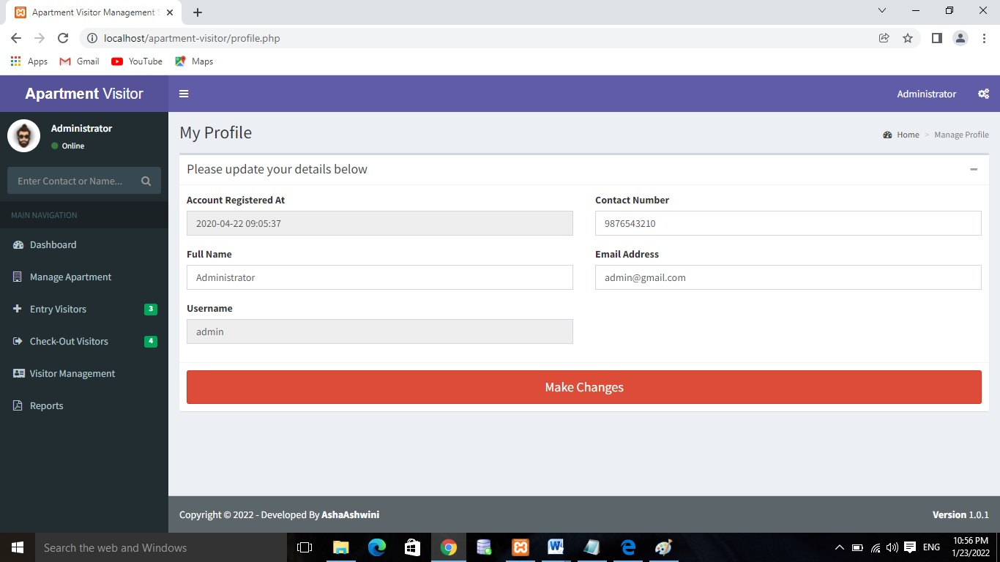 Apartment Visitor Management S
localhost/apartment-visitor/profile.php
Apps Gmail YouTube Maps
Apartment Visitor
Administrator
Administrator
Online
Enter Contact or Name...
MAIN NAVIGATION
Dashboard
Manage Apartment
Entry Visitors 3
Check-Out Visitors 4
Visitor Management
Reports
My Profile
Home > Manage Profile
Please update your details below
Account Registered At
2020-04-22 09:05:37
Contact Number
9876543210
Full Name
Administrator
Email Address
admin@gmail.com
Username
admin
Make Changes
Copyright © 2022 - Developed By AshaAshwini
Version 1.0.1
Search the web and Windows
ENG
10:56 PM
1/23/2022